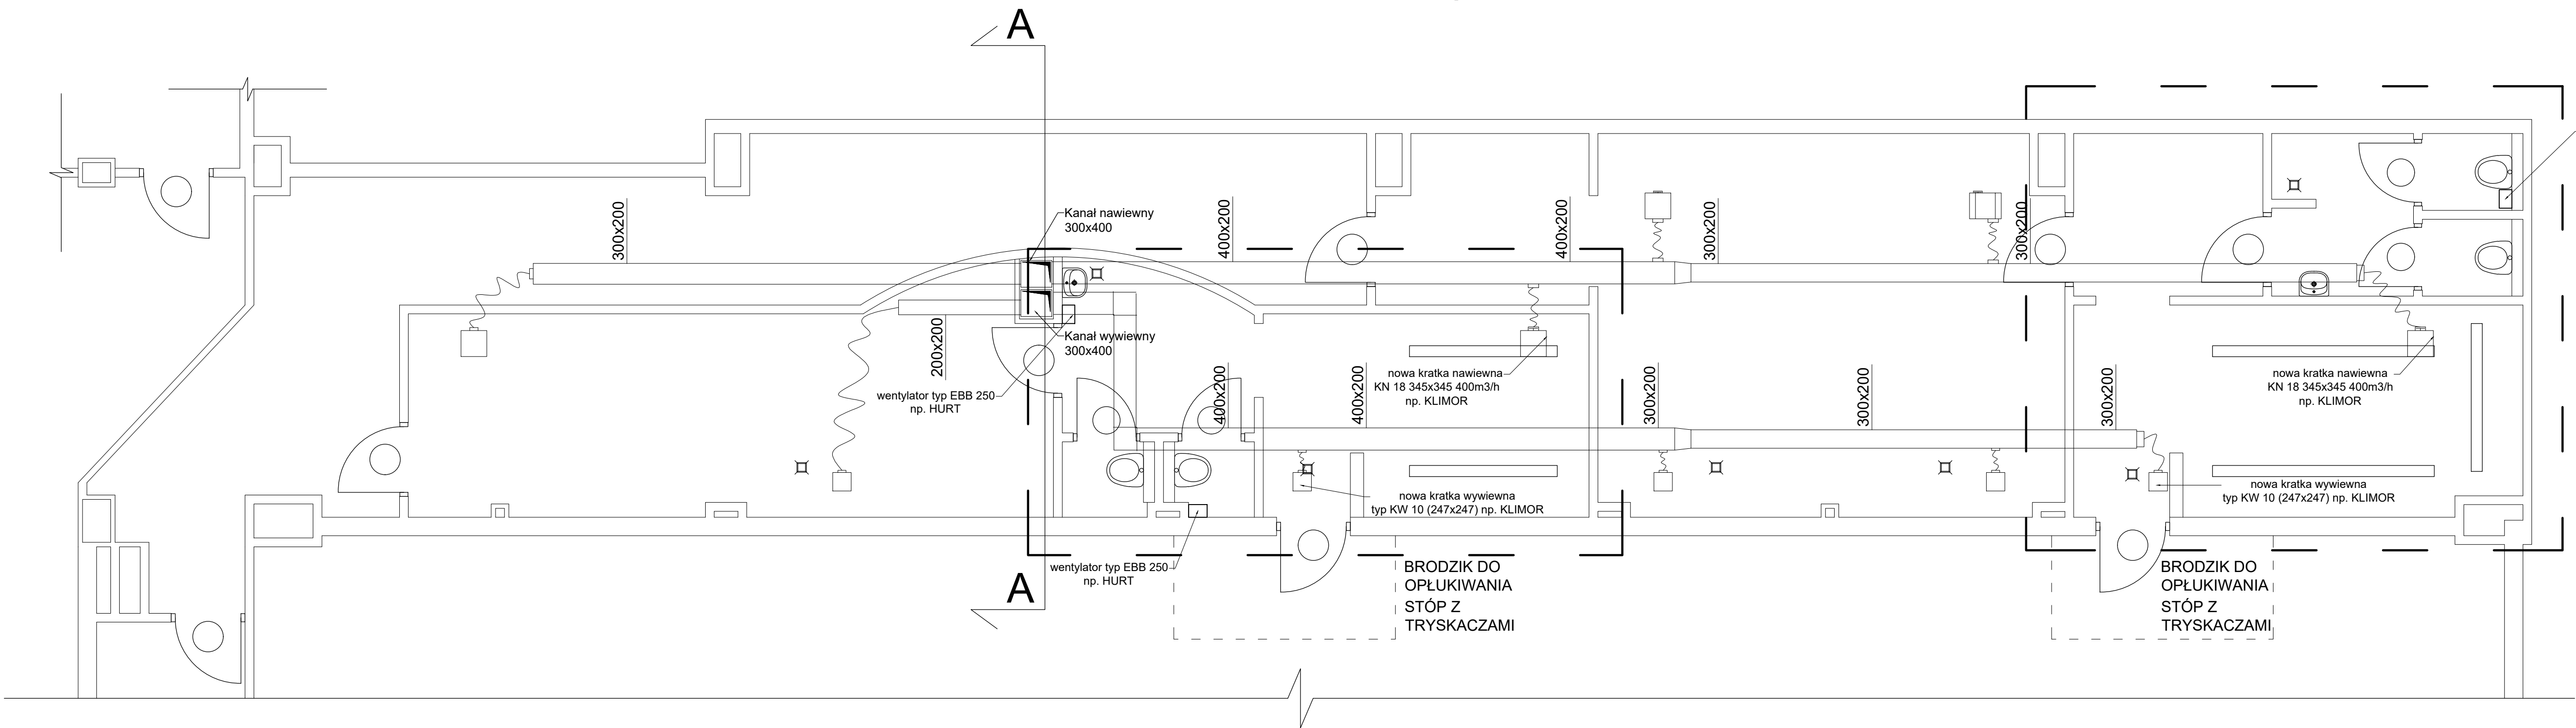 A
Kanał nawiewny
300x400
300x200
400x200
400x200
300x200
300x200
Kanał wywiewny
300x400
200x200
wentylator typ EBB 250
np. HURT
400x200
400x200
nowa kratka nawiewna
KN 18 345x345 400m3/h
np. KLIMOR
300x200
300x200
300x200
nowa kratka nawiewna
KN 18 345x345 400m3/h
np. KLIMOR
nowa kratka wywiewna
typ KW 10 (247x247) np. KLIMOR
nowa kratka wywiewna
typ KW 10 (247x247) np. KLIMOR
wentylator typ EBB 250
np. HURT
A
BRODZIK DO
OPŁUKIWANIA
STÓP Z
TRYSKACZAMI
BRODZIK DO
OPŁUKIWANIA
STÓP Z
TRYSKACZAMI